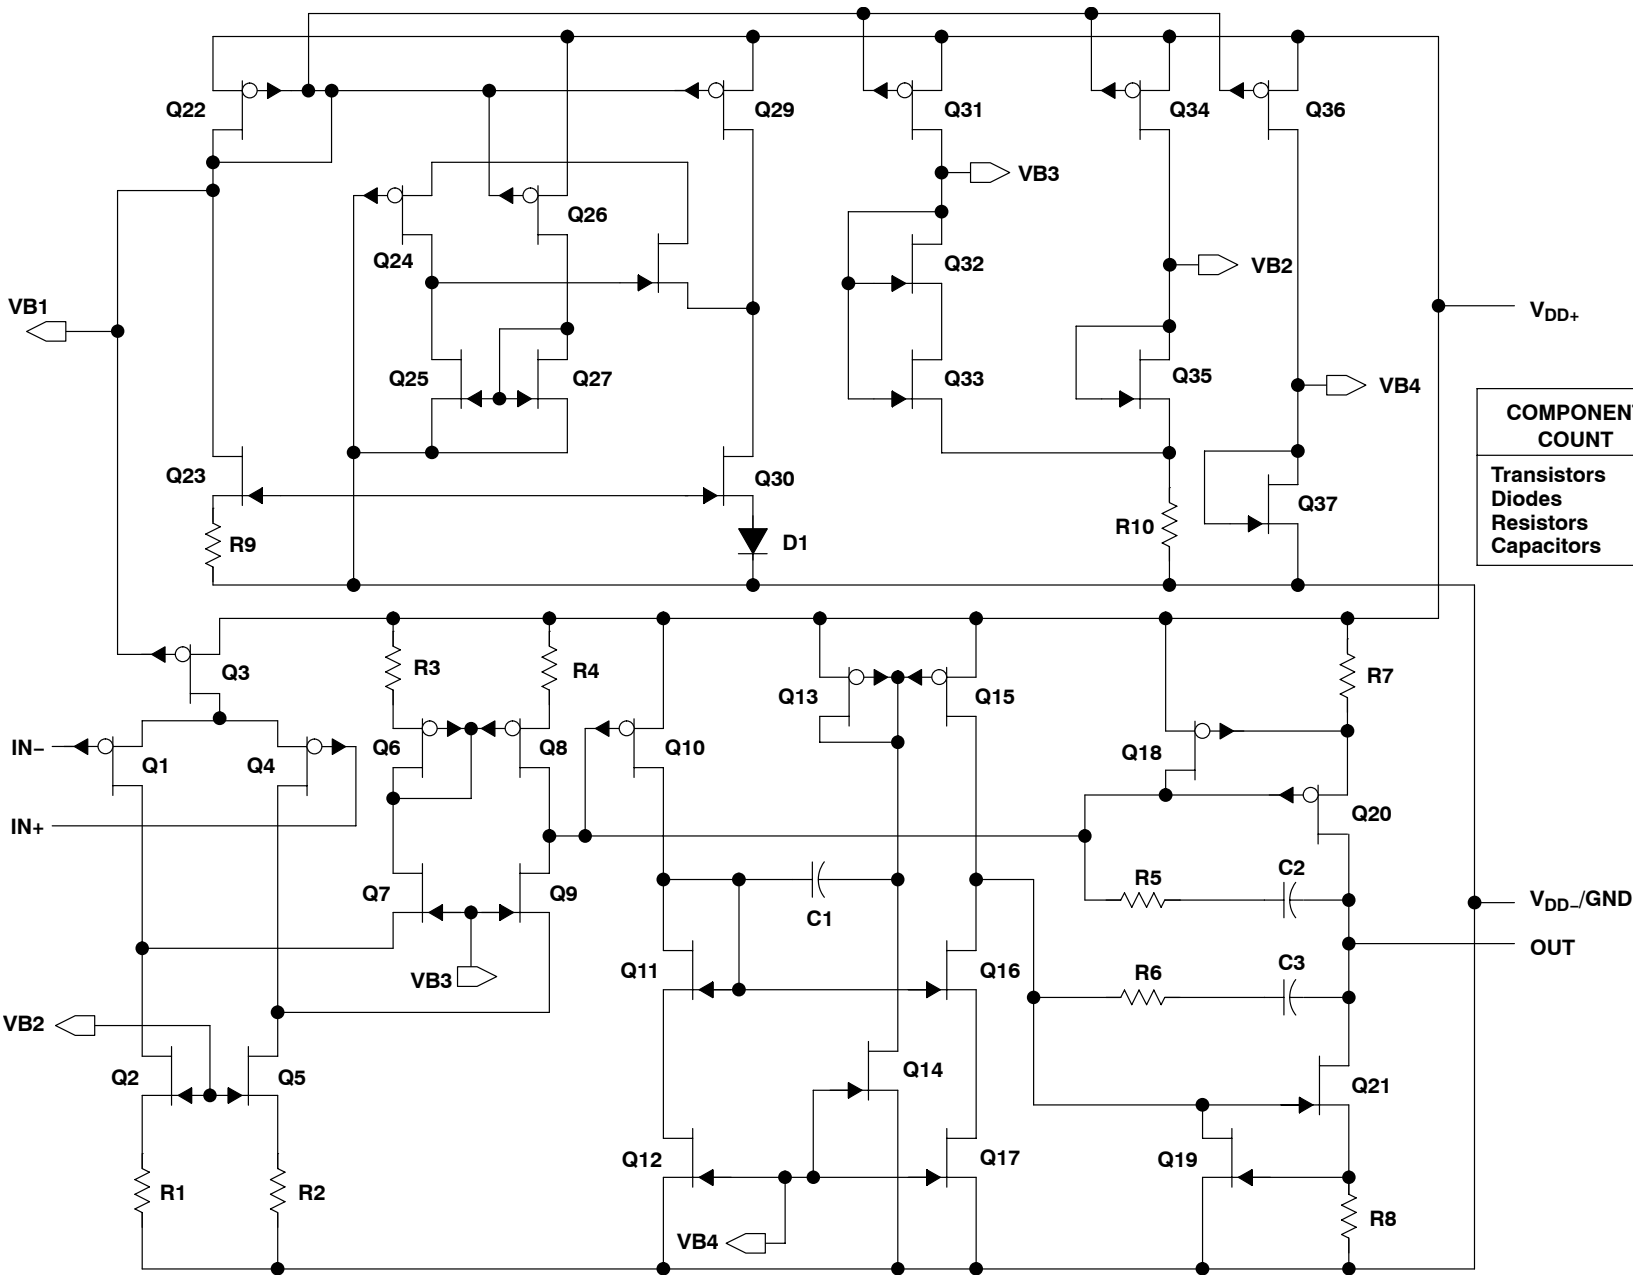 Q22
Q29
Q31
Q34
Q36
VB3
Q26
Q24
Q32
VB2
VB1
V_DD+
Q25
Q27
Q33
Q35
VB4
COMPONENT
COUNT
Q23
Q30
Transistors
Diodes
Resistors
Capacitors
Q37
R9
D1
R10
Q3
R3
R4
Q13
Q15
R7
IN−
Q1
Q4
Q6
Q8
Q10
Q18
IN+
Q20
Q7
Q9
C1
R5
C2
V_DD−/GND
OUT
VB3
Q11
Q16
R6
C3
VB2
Q2
Q5
Q14
Q21
Q12
Q17
Q19
R1
R2
R8
VB4